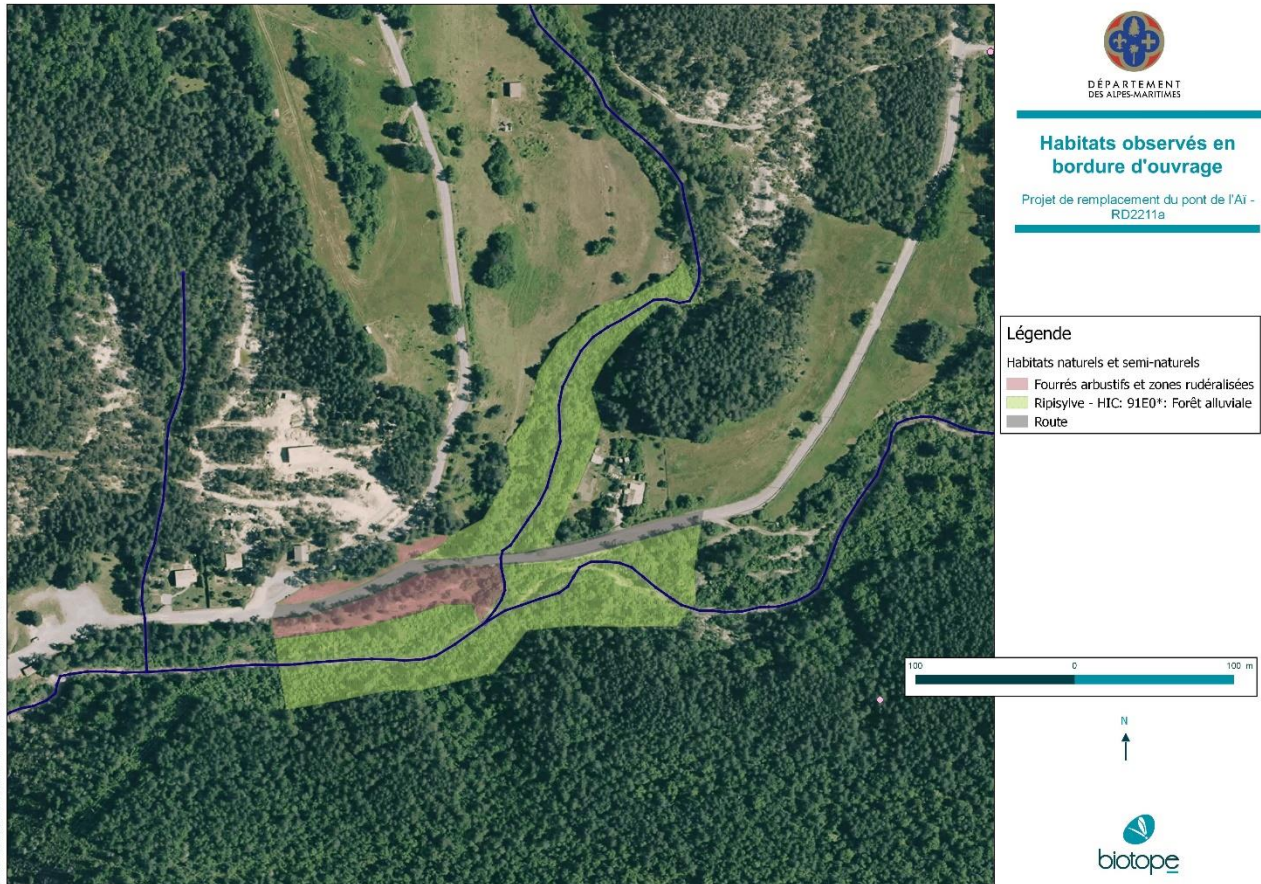 DÉPARTEMENT
DES ALPES-MARITIMES
Habitats observés en
bordure d'ouvrage
Projet de remplacement du pont de l'Aï -
RD2211a
Légende
Habitats naturels et semi-naturels
Fourrés arbustifs et zones rudéralisées
Ripisylve - HIC: 91E0*: Forêt alluviale
Route
100 0 100 m
N
biotope